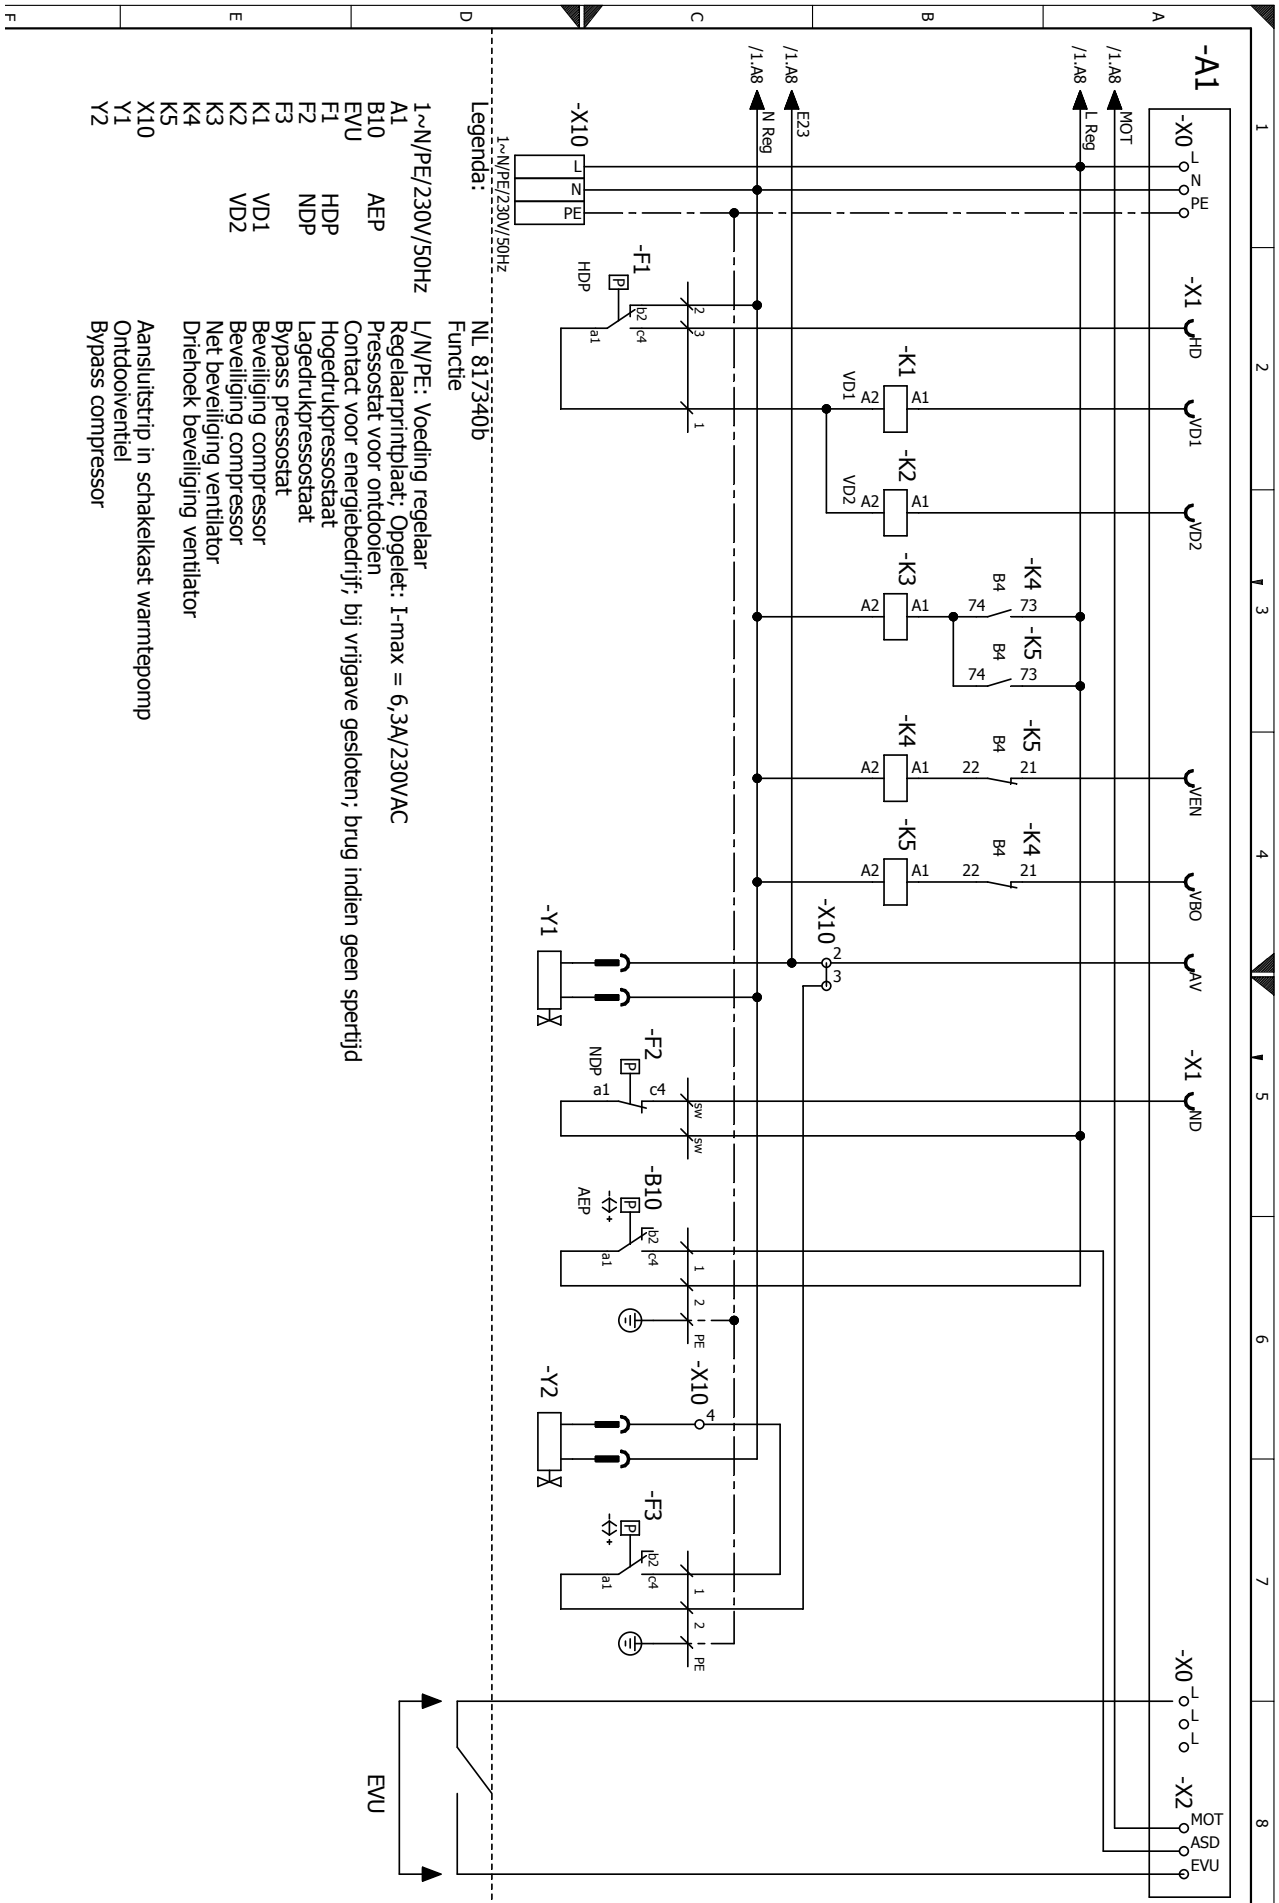 1 2 3 4 5 6 7 8
A
B
C
D
E
F
-A1
-X0 L N PE
-X1 HD
VD1
VD2
VEN
VBO
AV
-X1 ND
-X0 L L L
-X2 MOT ASD EVU
/1.A8 MOT
/1.A8 L Reg
/1.A8 E23
/1.A8 N Reg
-K4 B4 73 74
-K5 B4 73 74
-K5 B4 21 22
-K4 B4 21 22
-K1 VD1 A1 A2
-K2 VD2 A1 A2
-K3 A1 A2
-K4 A1 A2
-K5 A1 A2
-X10 2 3
2 3 1
sw sw
1 2 PE
1 2 PE
-F1 P HDP b2 c4 a1
-F2 P NDP a1 c4
-B10 P - + AEP b2 c4 a1
-X10 4
-F3 P - + b2 c4 a1
-X10 L N PE
1~N/PE/230V/50Hz
-Y1
-Y2
EVU
Legenda:
NL 817340b
Functie
1~N/PE/230V/50Hz L/N/PE: Voeding regelaar
A1 Regelaarprintplaat; Opgelet: I-max = 6,3A/230VAC
B10 AEP Pressostat voor ontdooien
EVU Contact voor energiebedrijf; bij vrijgave gesloten; brug indien geen spertijd
F1 HDP Hogedrukpressostaat
F2 NDP Lagedrukpressostaat
F3 Bypass pressostat
K1 VD1 Beveiliging compressor
K2 VD2 Beveiliging compressor
K3 Net beveiliging ventilator
K4 Driehoek beveiliging ventilator
K5
X10 Aansluitstrip in schakelkast warmtepomp
Y1 Ontdooiventiel
Y2 Bypass compressor